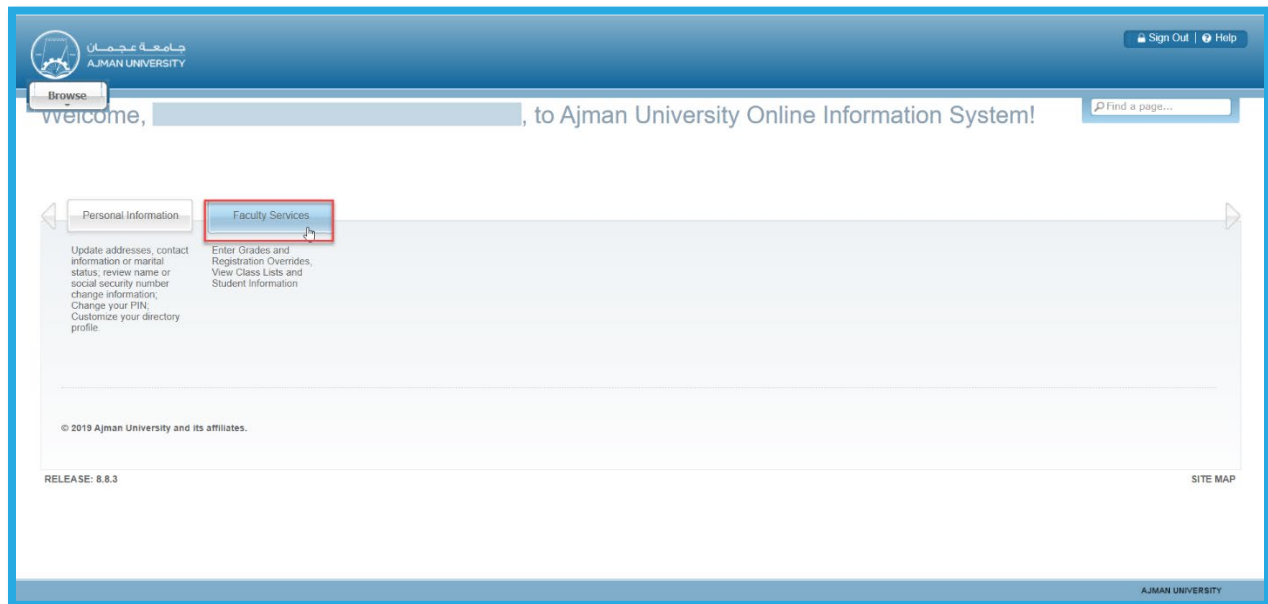 جامعة عجمان
AJMAN UNIVERSITY
Sign Out | Help
Browse
Welcome, , to Ajman University Online Information System!
Find a page...
Personal Information
Faculty Services
Update addresses, contact
information or marital
status; review name or
social security number
change information;
Change your PIN;
Customize your directory
profile.
Enter Grades and
Registration Overrides,
View Class Lists and
Student Information
© 2019 Ajman University and its affiliates.
RELEASE: 8.8.3
SITE MAP
AJMAN UNIVERSITY